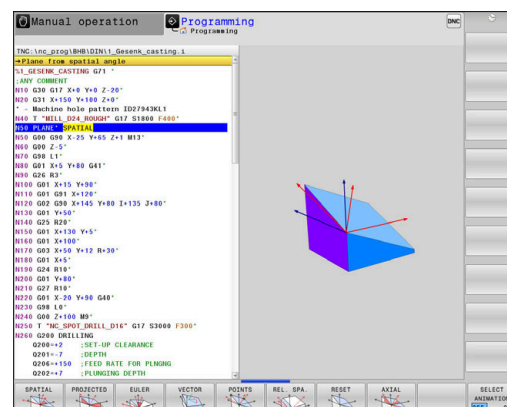 Manual operation
Programming
Programming
DNC
TNC:\nc_prog\BHB\DIN\1_Gesenk_casting.i
→Plane from spatial angle
%1_GESENK_CASTING G71 *
;ANY COMMENT
N10 G30 G17 X+0 Y+0 Z-20*
N20 G31 X+150 Y+100 Z+0*
* - Machine hole pattern ID27943KL1
N40 T "MILL_D24_ROUGH" G17 S1800 F400*
N50 PLANE* SPATIAL
N50 G00 G90 X-25 Y+65 Z+1 M13*
N60 G00 Z-5*
N70 G98 L1*
N80 G01 X+5 Y+80 G41*
N90 G26 R3*
N100 G01 X+15 Y+90*
N110 G01 G91 X+120*
N120 G02 G90 X+145 Y+80 I+135 J+80*
N130 G01 Y+50*
N140 G25 R20*
N150 G01 X+130 Y+5*
N160 G01 X+100*
N170 G03 X+50 Y+12 R+30*
N180 G01 X+5*
N190 G24 R10*
N200 G01 Y+80*
N210 G27 R10*
N220 G01 X-20 Y+90 G40*
N230 G98 L0*
N240 G00 Z+100 M9*
N250 T "NC_SPOT_DRILL_D16" G17 S3000 F300*
N260 G200 DRILLING
Q200=+2 ;SET-UP CLEARANCE
Q201=-7 ;DEPTH
Q206=+150 ;FEED RATE FOR PLNGNG
Q202=+7 ;PLUNGING DEPTH
SPATIAL
PROJECTED
EULER
VECTOR
POINTS
REL. SPA.
RESET
AXIAL
SELECT
ANIMATION